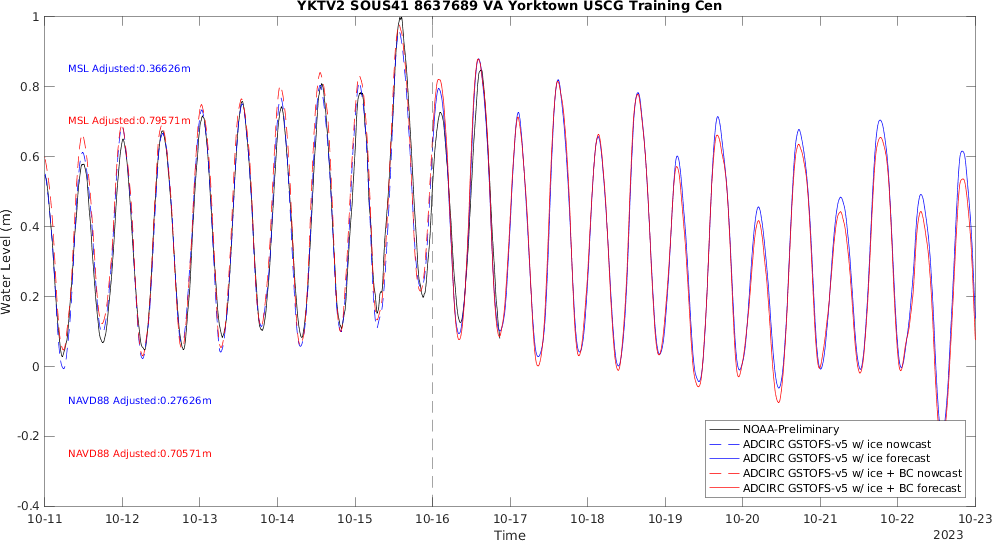 YKTV2 SOUS41 8637689 VA Yorktown USCG Training Cen
1
0.8
0.6
0.4
0.2
0
-0.2
-0.4
Water Level (m)
MSL Adjusted:0.36626m
MSL Adjusted:0.79571m
NAVD88 Adjusted:0.27626m
NAVD88 Adjusted:0.70571m
NOAA-Preliminary
ADCIRC GSTOFS-v5 w/ ice nowcast
ADCIRC GSTOFS-v5 w/ ice forecast
ADCIRC GSTOFS-v5 w/ ice + BC nowcast
ADCIRC GSTOFS-v5 w/ ice + BC forecast
10-11 10-12 10-13 10-14 10-15 10-16 10-17 10-18 10-19 10-20 10-21 10-22 10-23
Time
2023